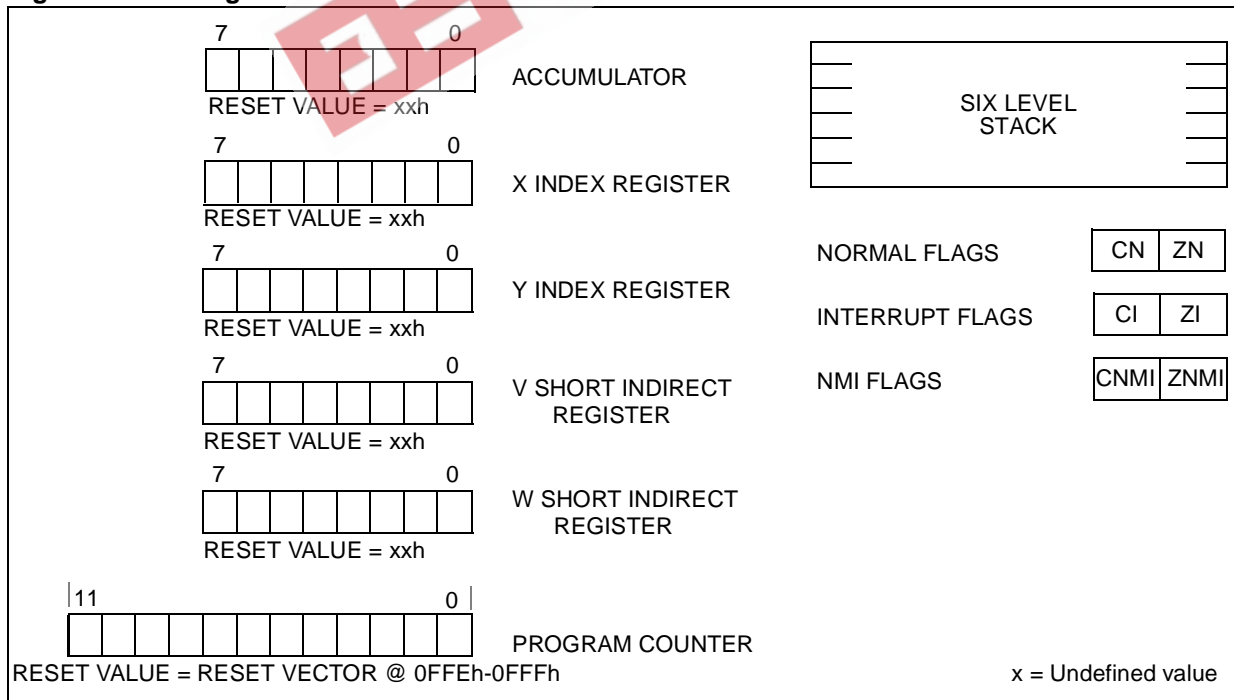 7 0
ACCUMULATOR
RESET VALUE = xxh
7 0
X INDEX REGISTER
RESET VALUE = xxh
7 0
Y INDEX REGISTER
RESET VALUE = xxh
7 0
V SHORT INDIRECT
REGISTER
RESET VALUE = xxh
7 0
W SHORT INDIRECT
REGISTER
RESET VALUE = xxh
11 0
PROGRAM COUNTER
RESET VALUE = RESET VECTOR @ 0FFEh-0FFFh
SIX LEVEL
STACK
NORMAL FLAGS CN ZN
INTERRUPT FLAGS CI ZI
NMI FLAGS CNMI ZNMI
x = Undefined value